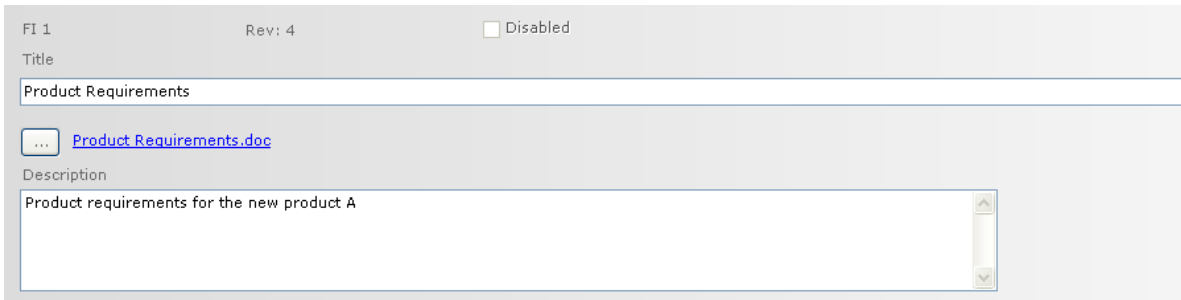 FI 1 Rev: 4 Disabled
Title
Product Requirements
... Product Requirements.doc
Description
Product requirements for the new product A